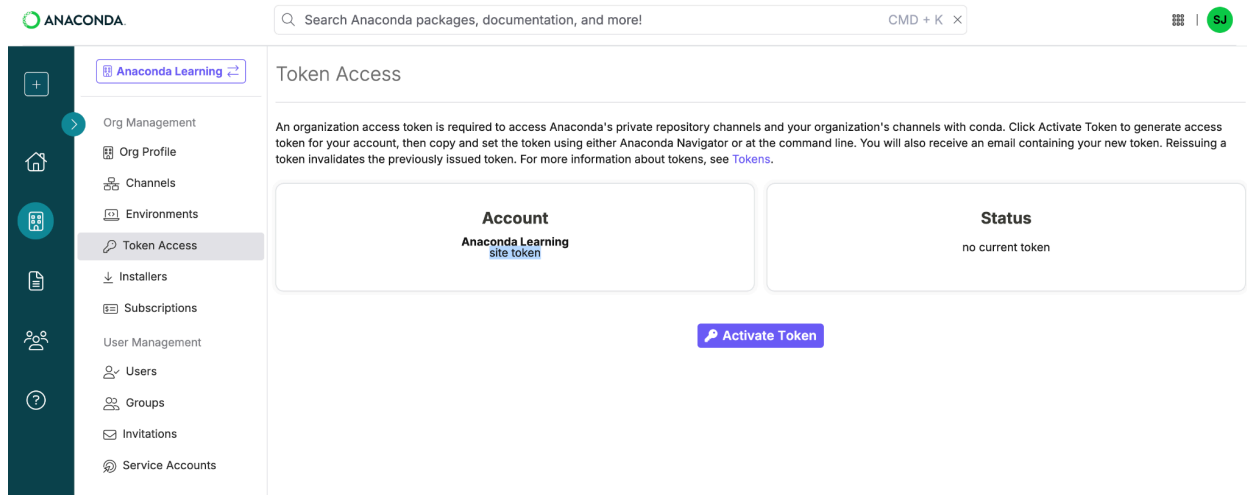 ANACONDA.
Search Anaconda packages, documentation, and more!
CMD + K
SJ
Anaconda Learning
Org Management
Org Profile
Channels
Environments
Token Access
Installers
Subscriptions
User Management
Users
Groups
Invitations
Service Accounts
Token Access
An organization access token is required to access Anaconda's private repository channels and your organization's channels with conda. Click Activate Token to generate access
token for your account, then copy and set the token using either Anaconda Navigator or at the command line. You will also receive an email containing your new token. Reissuing a
token invalidates the previously issued token. For more information about tokens, see Tokens.
Account
Anaconda Learning
site token
Status
no current token
Activate Token